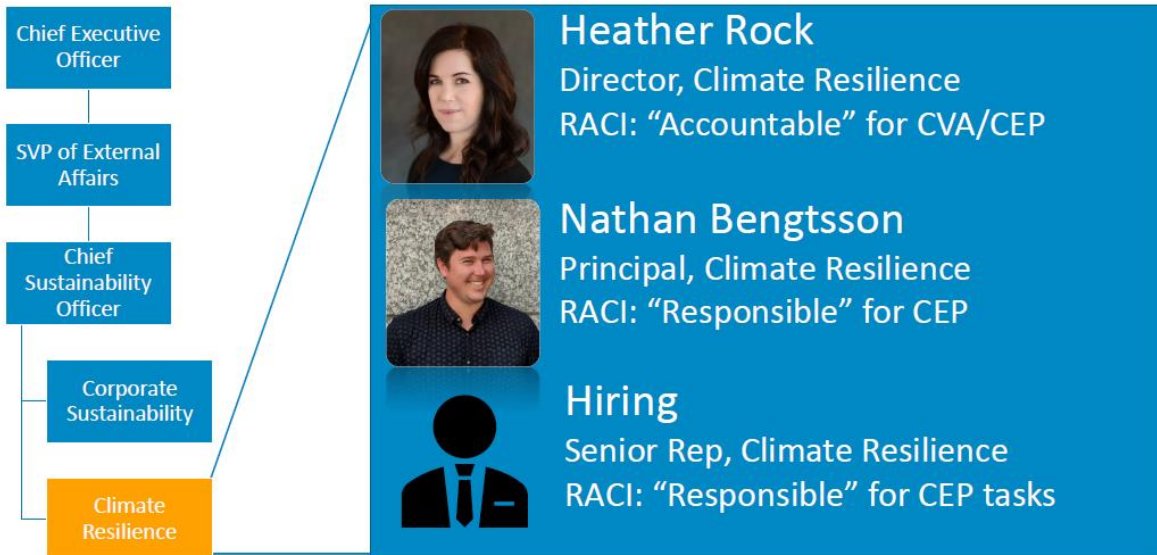 Chief Executive
Officer
SVP of External
Affairs
Chief
Sustainability
Officer
Corporate
Sustainability
Climate
Resilience
Heather Rock
Director, Climate Resilience
RACI: “Accountable” for CVA/CEP
Nathan Bengtsson
Principal, Climate Resilience
RACI: “Responsible” for CEP
Hiring
Senior Rep, Climate Resilience
RACI: “Responsible” for CEP tasks